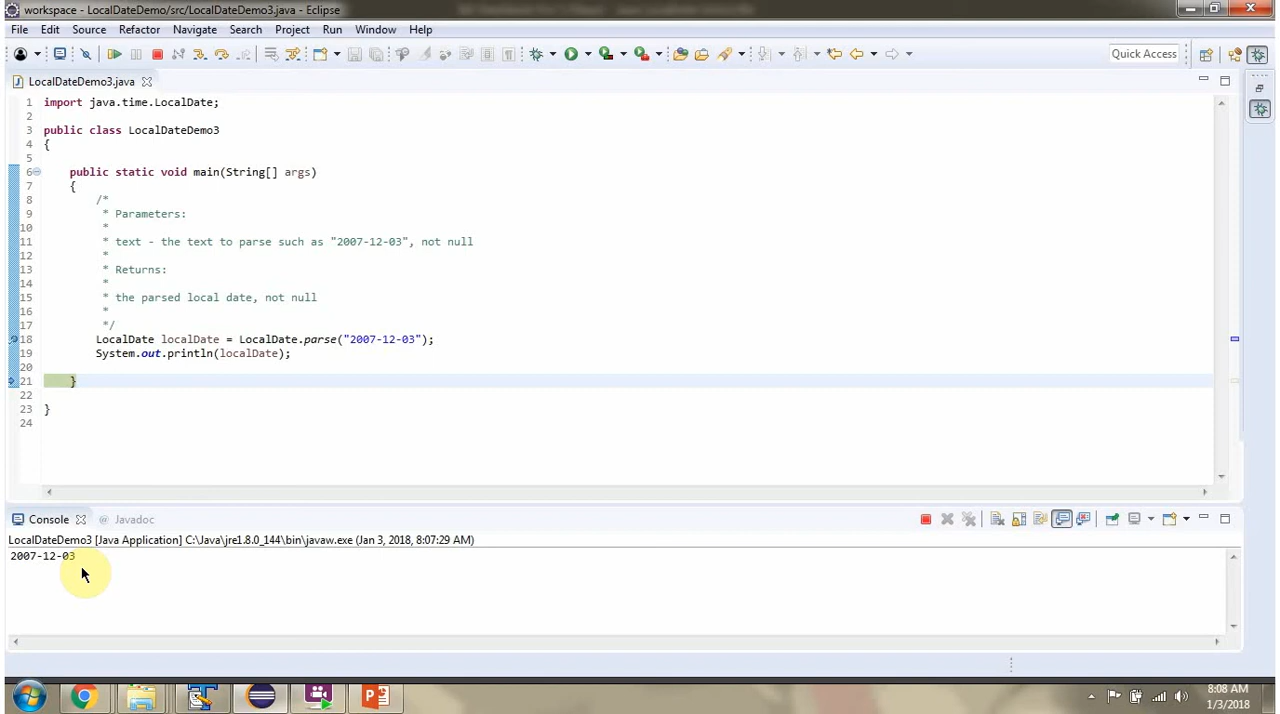 workspace - LocalDateDemo/src/LocalDateDemo3.java - Eclipse
File Edit Source Refactor Navigate Search Project Run Window Help
Quick Access
LocalDateDemo3.java
1 import java.time.LocalDate;
2
3 public class LocalDateDemo3
4 {
5
6 public static void main(String[] args)
7 {
8 /*
9 * Parameters:
10 *
11 * text - the text to parse such as "2007-12-03", not null
12 *
13 * Returns:
14 *
15 * the parsed local date, not null
16 *
17 */
18 LocalDate localDate = LocalDate.parse("2007-12-03");
19 System.out.println(localDate);
20
21 }
22
23 }
24
Console @ Javadoc
LocalDateDemo3 [Java Application] C:\Java\jre1.8.0_144\bin\javaw.exe (Jan 3, 2018, 8:07:29 AM)
2007-12-03
8:08 AM
1/3/2018